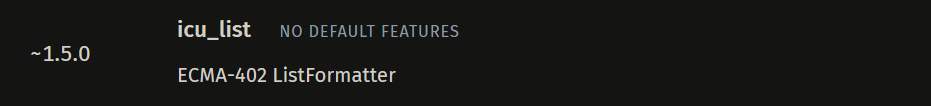 icu_list NO DEFAULT FEATURES
~1.5.0
ECMA-402 ListFormatter